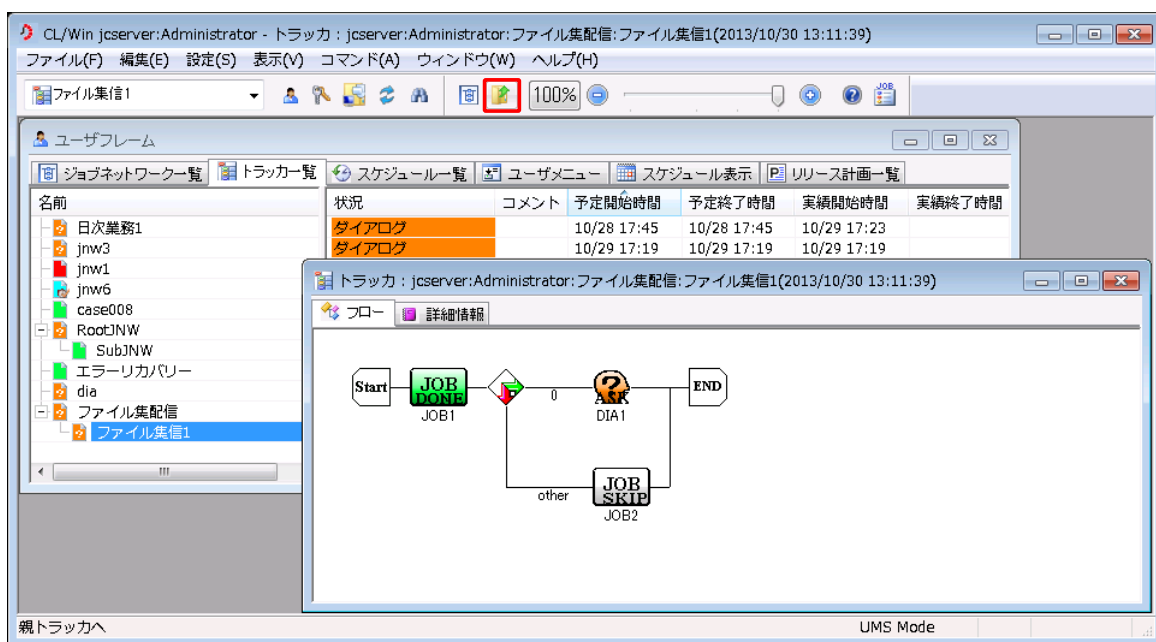 CL/Win jcserver:Administrator - トラッカ : jcserver:Administrator:ファイル集配信:ファイル集信1(2013/10/30 13:11:39)
ファイル(F) 編集(E) 設定(S) 表示(V) コマンド(A) ウィンドウ(W) ヘルプ(H)
ファイル集信1 100% JOB
ユーザフレーム
ジョブネットワーク一覧 トラッカ一覧 スケジュール一覧 ユーザメニュー スケジュール表示 リリース計画一覧
名前 状況 コメント 予定開始時間 予定終了時間 実績開始時間 実績終了時間
日次業務1 ダイアログ 10/28 17:45 10/28 17:45 10/29 17:23
jnw3 ダイアログ 10/29 17:19 10/29 17:19 10/29 17:19
jnw1
jnw6
case008
RootJNW
SubJNW
エラーリカバリー
dia
ファイル集配信
ファイル集信1
トラッカ : jcserver:Administrator:ファイル集配信:ファイル集信1(2013/10/30 13:11:39)
フロー 詳細情報
Start JOB DONE 0 ASK END
JOB1 DIA1
other JOB SKIP
JOB2
親トラッカへ UMS Mode